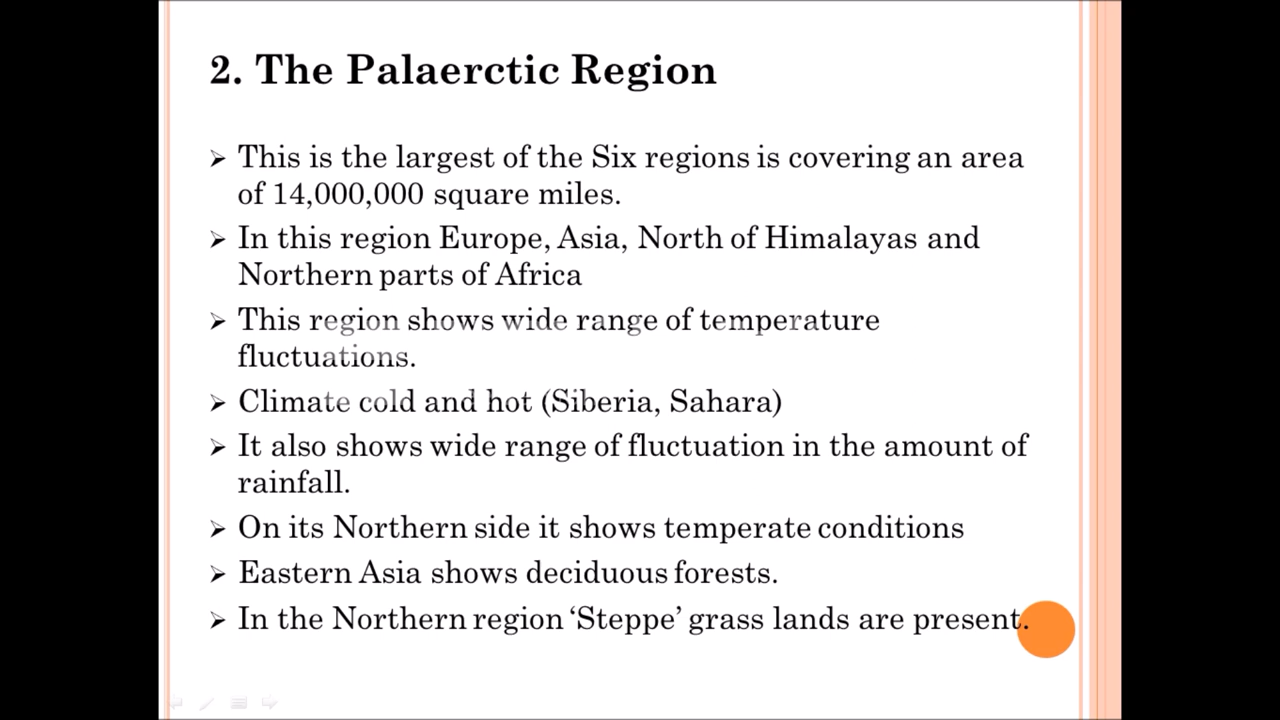 2. The Palaerctic Region
➢ This is the largest of the Six regions is covering an area
of 14,000,000 square miles.
➢ In this region Europe, Asia, North of Himalayas and
Northern parts of Africa
➢ This region shows wide range of temperature
fluctuations.
➢ Climate cold and hot (Siberia, Sahara)
➢ It also shows wide range of fluctuation in the amount of
rainfall.
➢ On its Northern side it shows temperate conditions
➢ Eastern Asia shows deciduous forests.
➢ In the Northern region ‘Steppe’ grass lands are present.